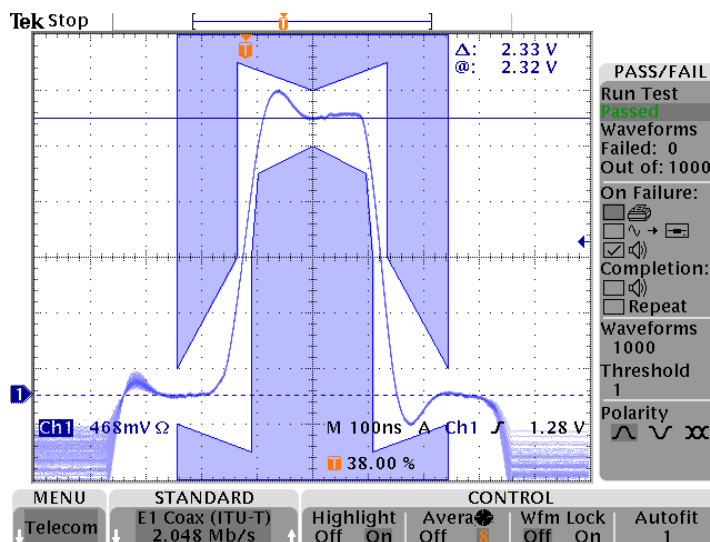 Tek Stop
T
T
Δ: 2.33 V
@: 2.32 V
1
Ch1 468mV Ω M 100ns A Ch1 1.28 V
T 38.00 %
PASS/FAIL
Run Test
Passed
Waveforms
Failed: 0
Out of: 1000
On Failure:
Completion:
Repeat
Waveforms
1000
Threshold
1
Polarity
MENU STANDARD CONTROL
Telecom
E1 Coax (ITU-T)
2.048 Mb/s
Highlight
Off On
Off 8
Wfm Lock
Off On
Autofit
1